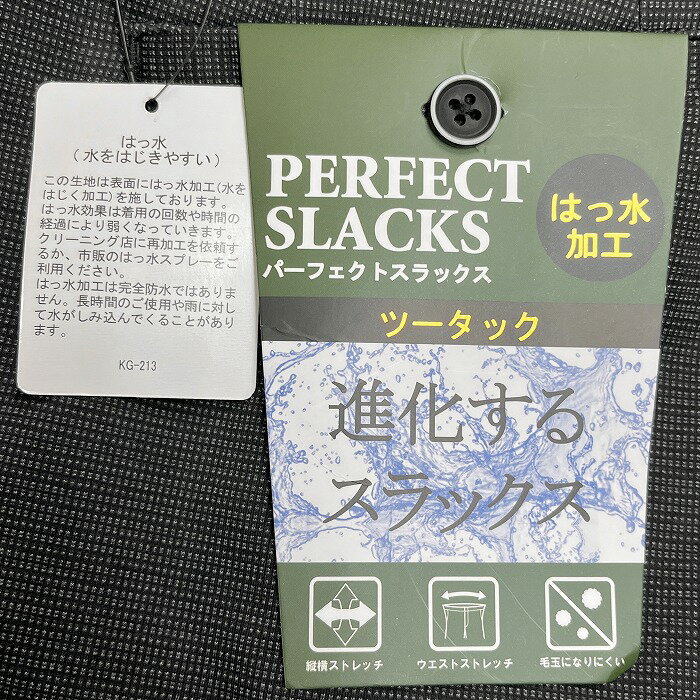 はっ水
（水をはじきやすい）
この生地は表面にはっ水加工(水を
はじく加工)を施しております。
はっ水効果は着用の回数や時間の
経過により弱くなっていきます。
クリーニング店に再加工を依頼す
るか、市販のはっ水スプレーをご
利用ください。
はっ水加工は完全防水ではありま
せん。長時間のご使用や雨に対し
て水がしみ込んでくることがあり
ます。
KG-213
PERFECT
SLACKS
パーフェクトスラックス
はっ水
加工
ツータック
進化する
スラックス
縦横ストレッチ
ウエストストレッチ
毛玉になりにくい